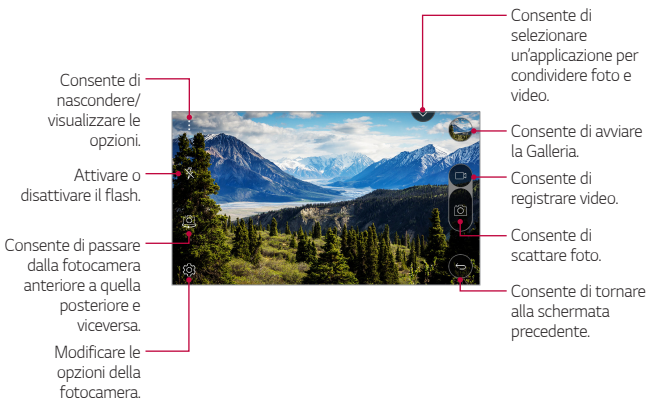 Consente di
nascondere/
visualizzare le
opzioni.
Attivare o
disattivare il flash.
Consente di passare
dalla fotocamera
anteriore a quella
posteriore e
viceversa.
Modificare le
opzioni della
fotocamera.
Consente di
selezionare
un'applicazione per
condividere foto e
video.
Consente di avviare
la Galleria.
Consente di
registrare video.
Consente di
scattare foto.
Consente di tornare
alla schermata
precedente.